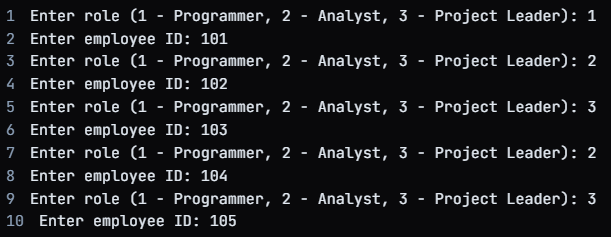 1 Enter role (1 - Programmer, 2 - Analyst, 3 - Project Leader): 1
2 Enter employee ID: 101
3 Enter role (1 - Programmer, 2 - Analyst, 3 - Project Leader): 2
4 Enter employee ID: 102
5 Enter role (1 - Programmer, 2 - Analyst, 3 - Project Leader): 3
6 Enter employee ID: 103
7 Enter role (1 - Programmer, 2 - Analyst, 3 - Project Leader): 2
8 Enter employee ID: 104
9 Enter role (1 - Programmer, 2 - Analyst, 3 - Project Leader): 3
10 Enter employee ID: 105